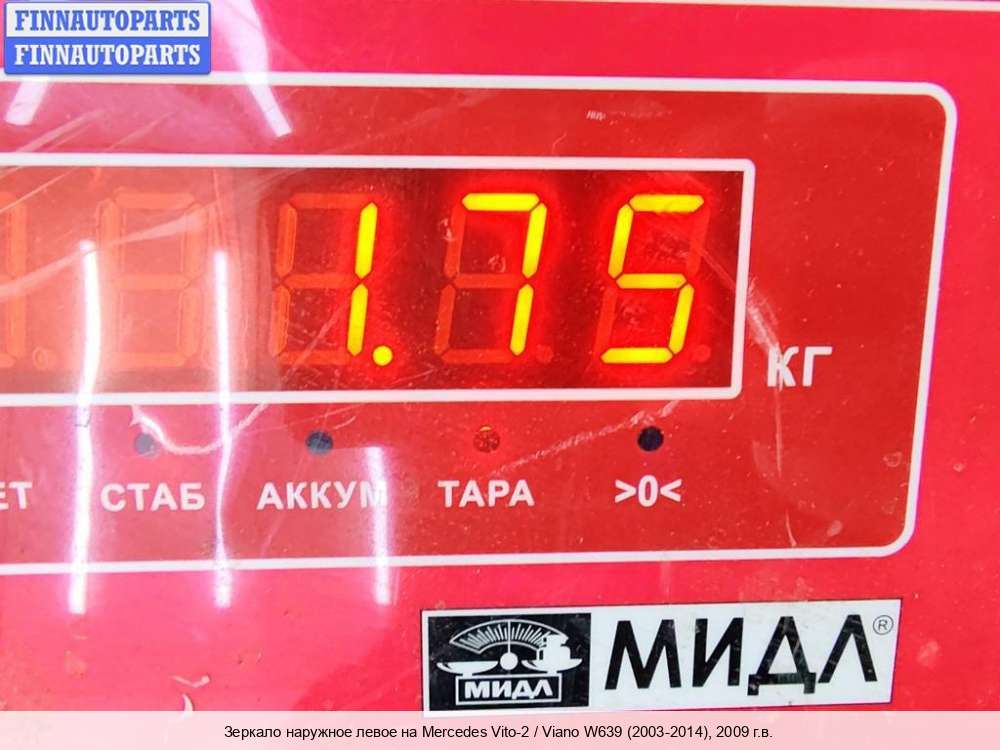 FINNAUTOPARTS
FINNAUTOPARTS
1.75
КГ
ЕТ СТАБ АККУМ ТАРА >0<
МИДЛ МИДЛ®
Зеркало наружное левое на Mercedes Vito-2 / Viano W639 (2003-2014), 2009 г.в.